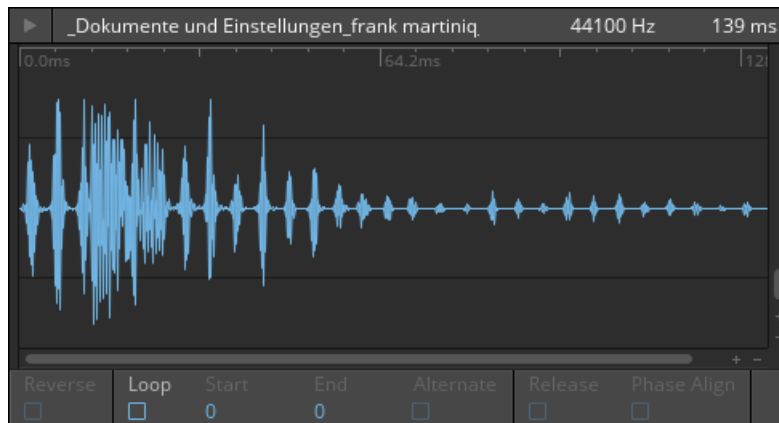 _Dokumente und Einstellungen_frank martiniq 44100 Hz 139 ms
0.0ms 64.2ms 128
+ −
Reverse Loop Start End Alternate Release Phase Align
0 0